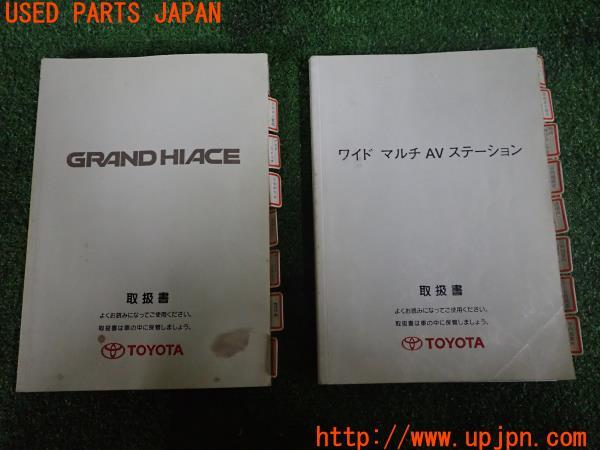 USED PARTS JAPAN
GRAND HIACE
取扱書
よくお読みになってご使用ください。
取扱書は車の中に保管しましょう。
TOYOTA
ワイド マルチ AV ステーション
取扱書
よくお読みになってご使用ください。
取扱書は車の中に保管しましょう。
TOYOTA
http://www.upjpn.com/